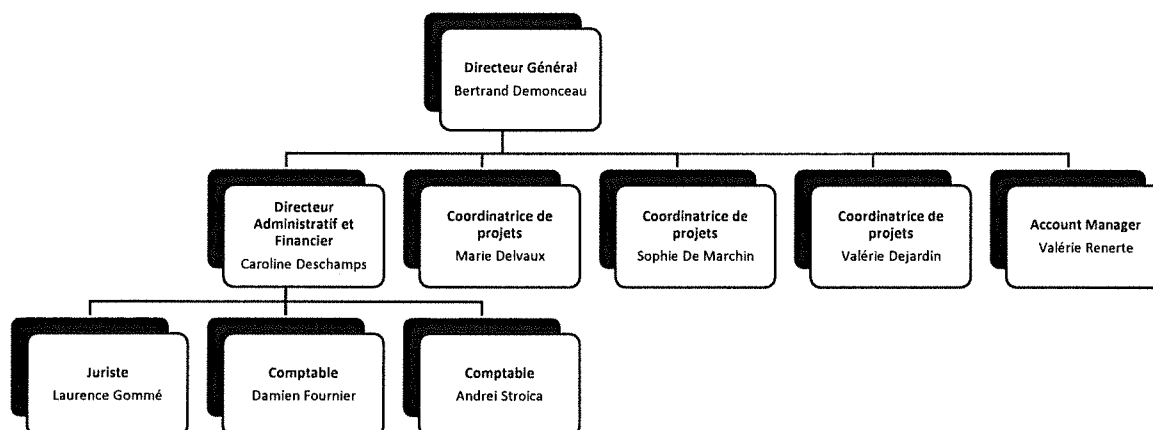 Directeur Général
Bertrand Demonceau
Directeur
Administratif et
Financier
Caroline Deschamps
Coordinatrice de
projets
Marie Delvaux
Coordinatrice de
projets
Sophie De Marchin
Coordinatrice de
projets
Valérie Dejardin
Account Manager
Valérie Renerte
Juriste
Laurence Gommé
Comptable
Damien Fournier
Comptable
Andrei Stroica